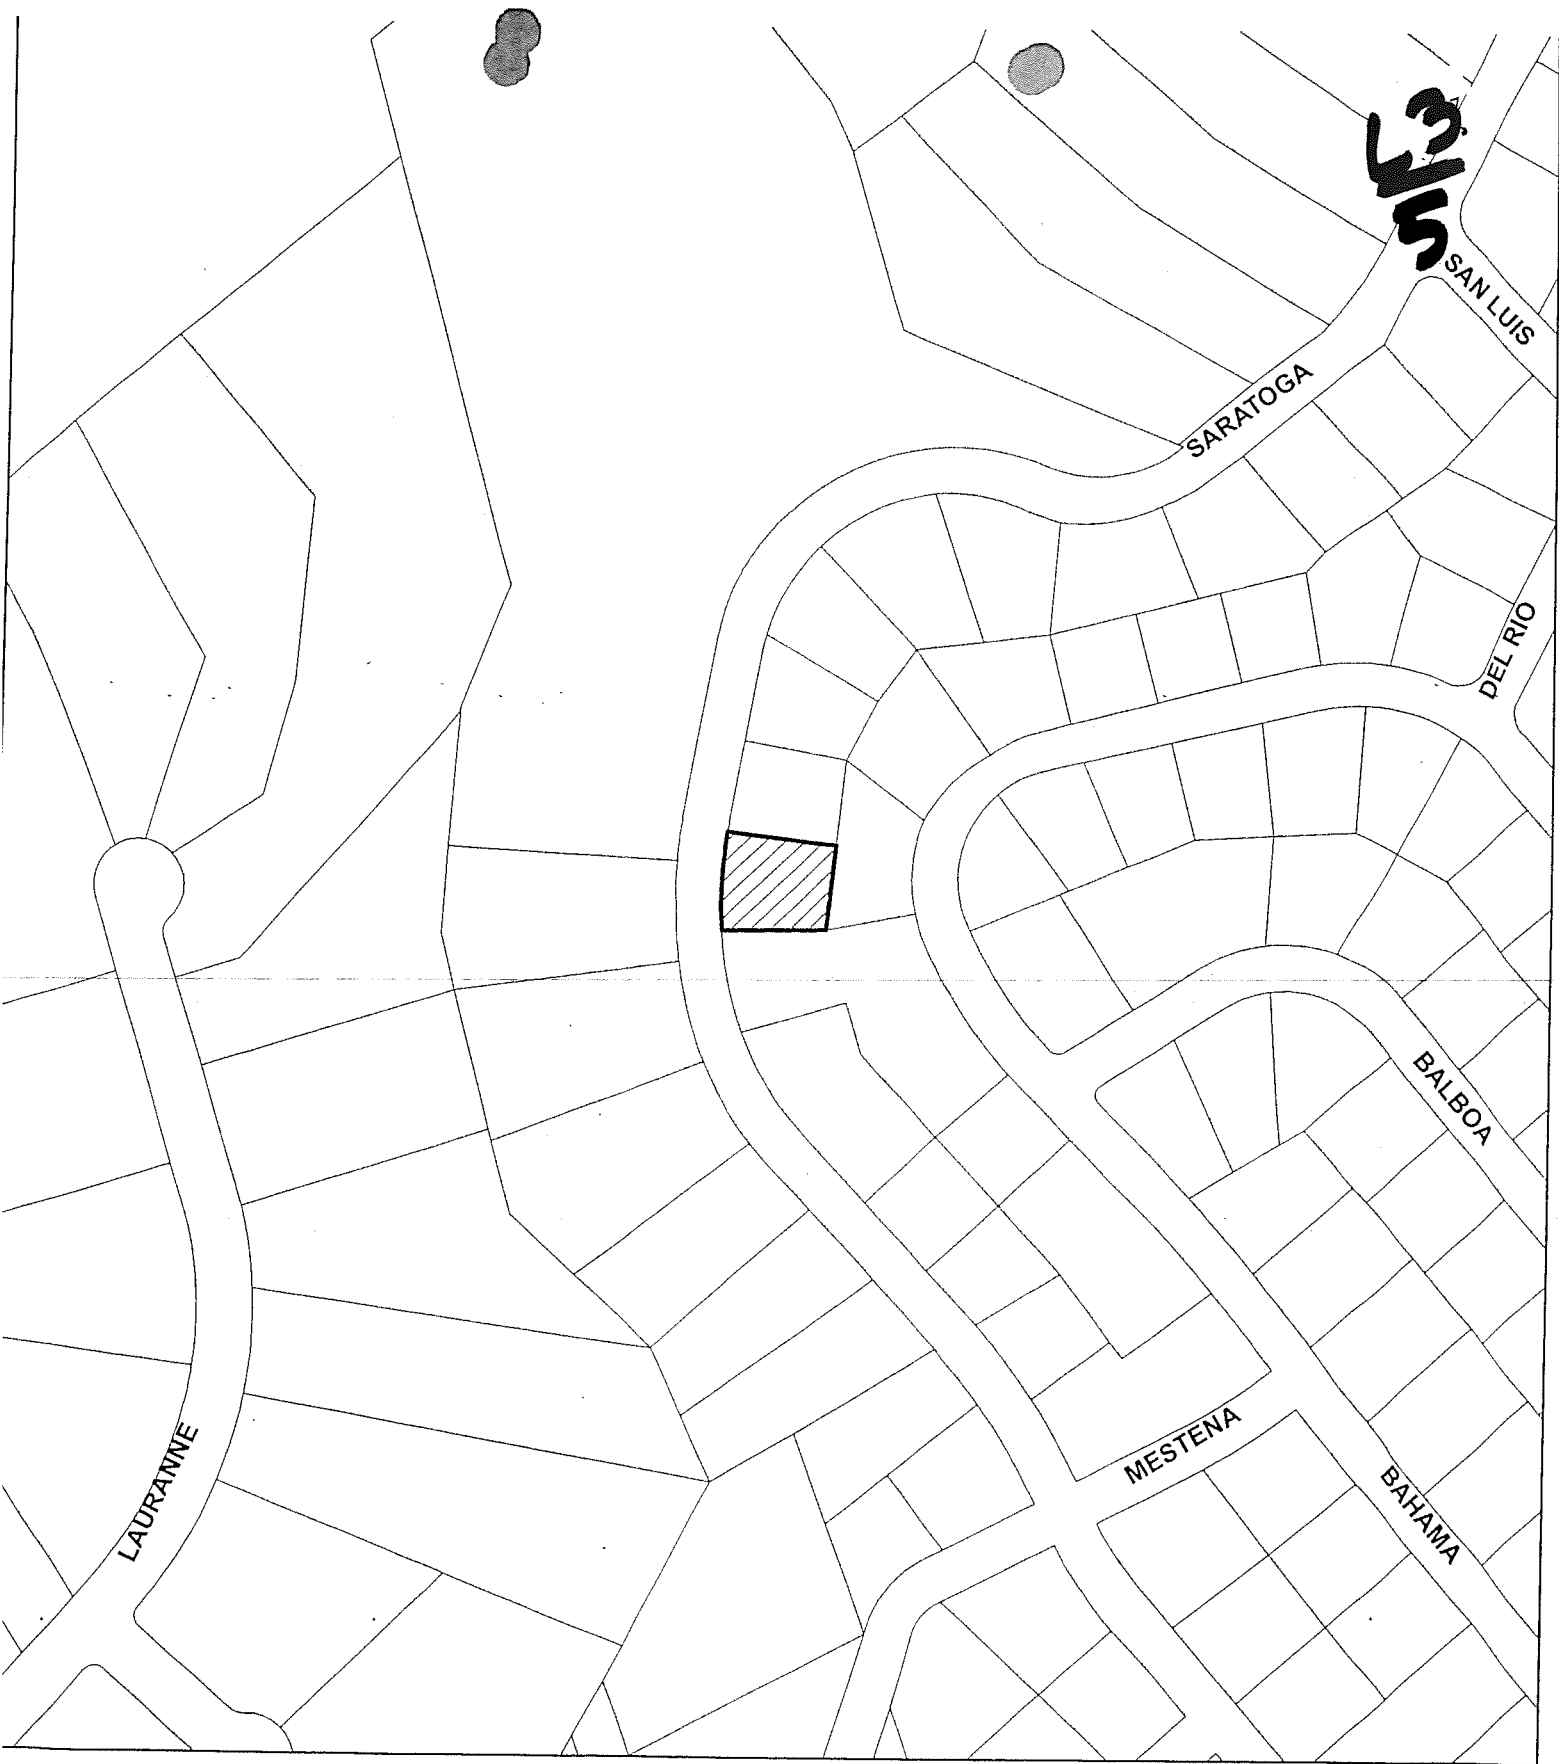 L3
5
SAN LUIS
SARATOGA
DEL RIO
BALBOA
MESTENA
LAURANNE
BAHAMA